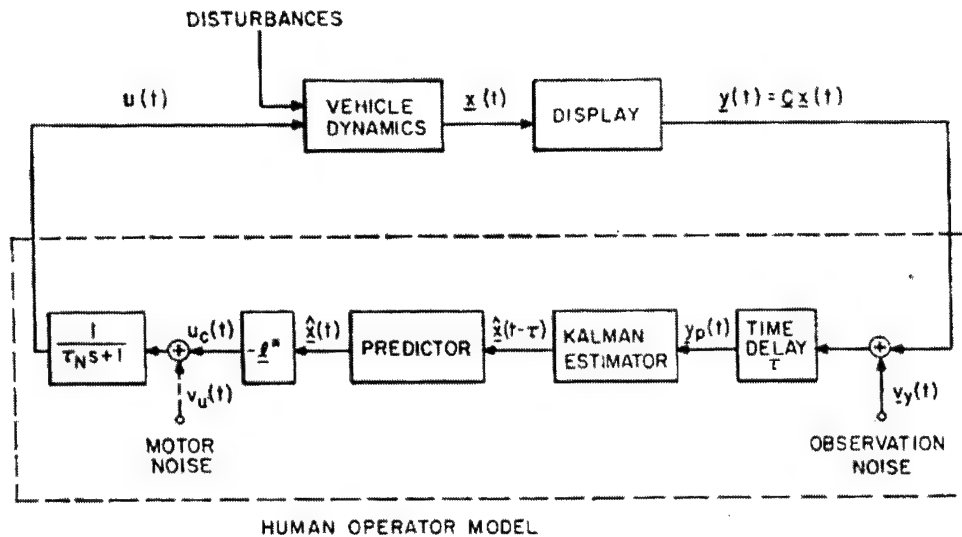 DISTURBANCES
u(t)
VEHICLE
DYNAMICS
x(t)
DISPLAY
y(t) = C x(t)
1
τNs+1
uc(t)
vu(t)
MOTOR
NOISE
-ℓ*
x̂(t)
PREDICTOR
x̂(t-τ)
KALMAN
ESTIMATOR
yp(t)
TIME
DELAY
τ
vy(t)
OBSERVATION
NOISE
HUMAN OPERATOR MODEL